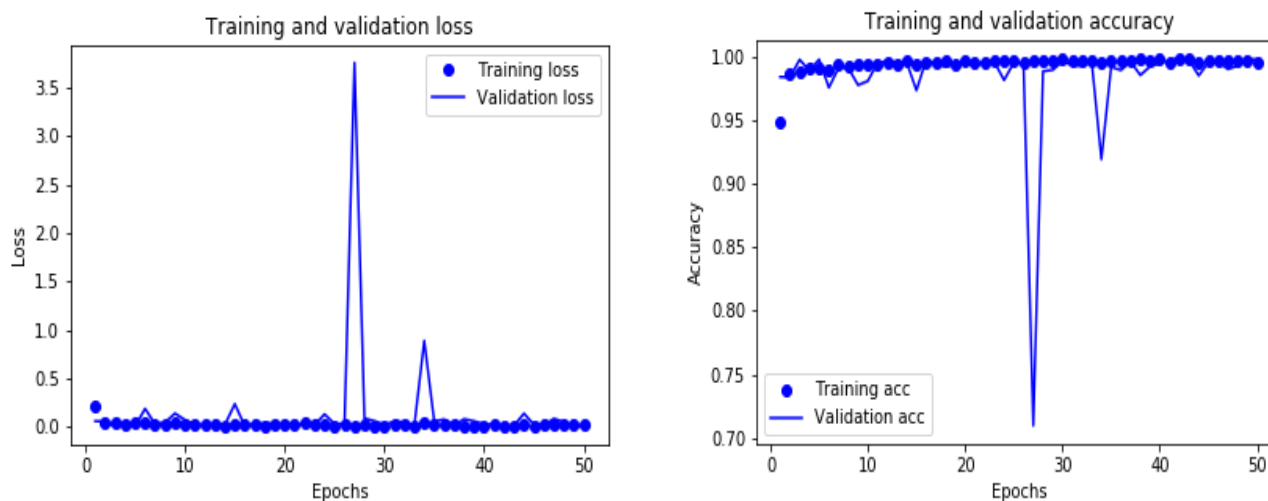 Training and validation loss
Training loss
Validation loss
3.5
3.0
2.5
2.0
1.5
1.0
0.5
0.0
Loss
0
10
20
30
40
50
Epochs
Training and validation accuracy
1.00
0.95
0.90
0.85
0.80
0.75
0.70
Accuracy
Training acc
Validation acc
0
10
20
30
40
50
Epochs